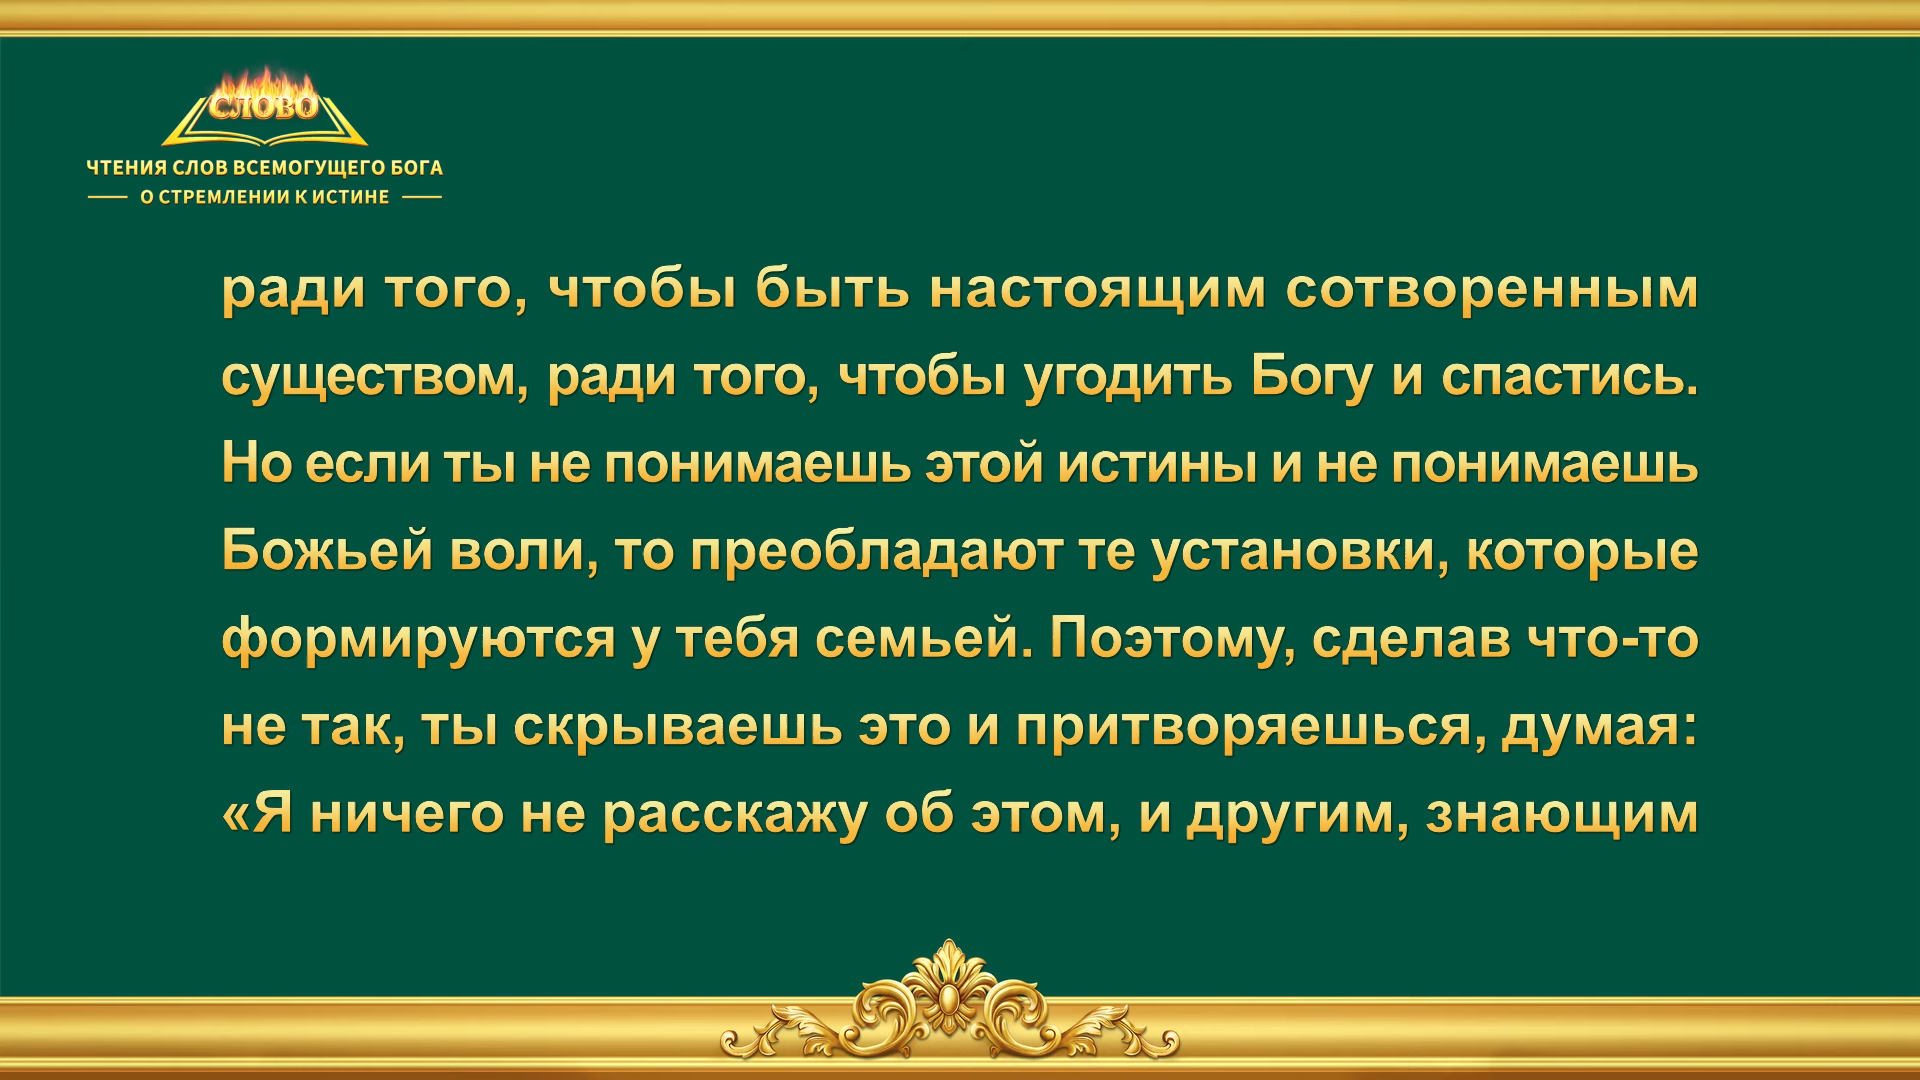 СЛОВО
ЧТЕНИЯ СЛОВ ВСЕМОГУЩЕГО БОГА
О СТРЕМЛЕНИИ К ИСТИНЕ
ради того, чтобы быть настоящим сотворенным
существом, ради того, чтобы угодить Богу и спастись.
Но если ты не понимаешь этой истины и не понимаешь
Божьей воли, то преобладают те установки, которые
формируются у тебя семьей. Поэтому, сделав что-то
не так, ты скрываешь это и притворяешься, думая:
«Я ничего не расскажу об этом, и другим, знающим